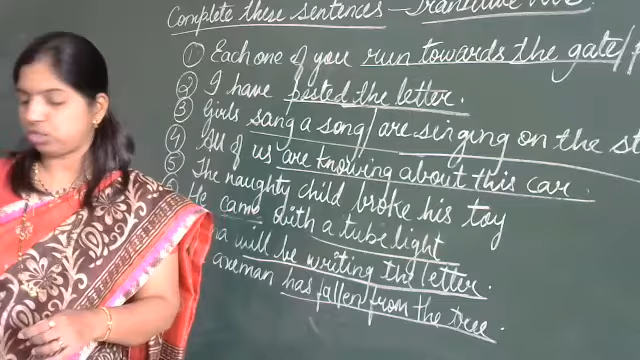 Complete these sentences - Transitive
① Each one of you run towards the gate/
② I have posted the letter.
③ Girls sang a song/are singing on the
④ All of us are knowing about this car.
⑤ The naughty child broke his toy
He came with a tubelight
will be writing the letter.
axeman has fallen from the tree.